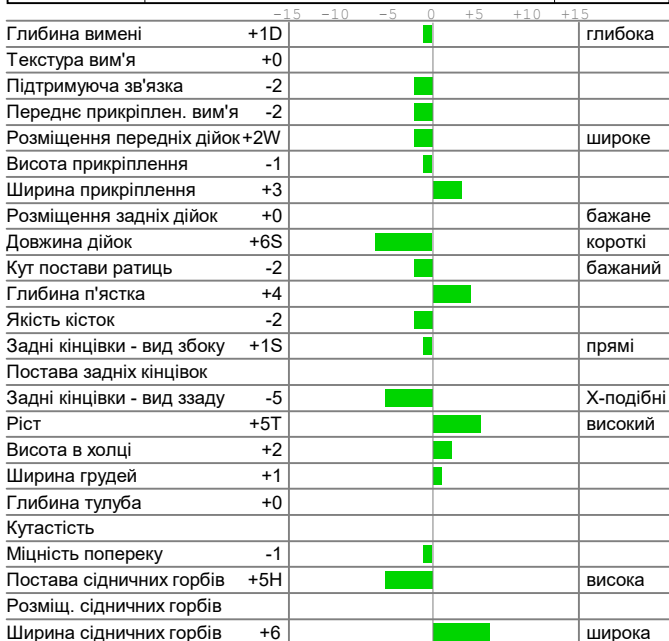 -15 -10 -5 0 +5 +10 +15
Глибина вимені +1D глибока
Текстура вим'я +0
Підтримуюча зв'язка -2
Переднє прикріплен. вим'я -2
Розміщення передніх дійок +2W широке
Висота прикріплення -1
Ширина прикріплення +3
Розміщення задніх дійок +0 бажане
Довжина дійок +6S короткі
Кут постави ратиць -2 бажаний
Глибина п'ястка +4
Якість кісток -2
Задні кінцівки - вид збоку +1S прямі
Постава задніх кінцівок
Задні кінцівки - вид ззаду -5 Х-подібні
Ріст +5T високий
Висота в холці +2
Ширина грудей +1
Глибина тулуба +0
Кутастість
Міцність попереку -1
Постава сідничних горбів +5H висока
Розміщ. сідничних горбів
Ширина сідничних горбів +6 широка